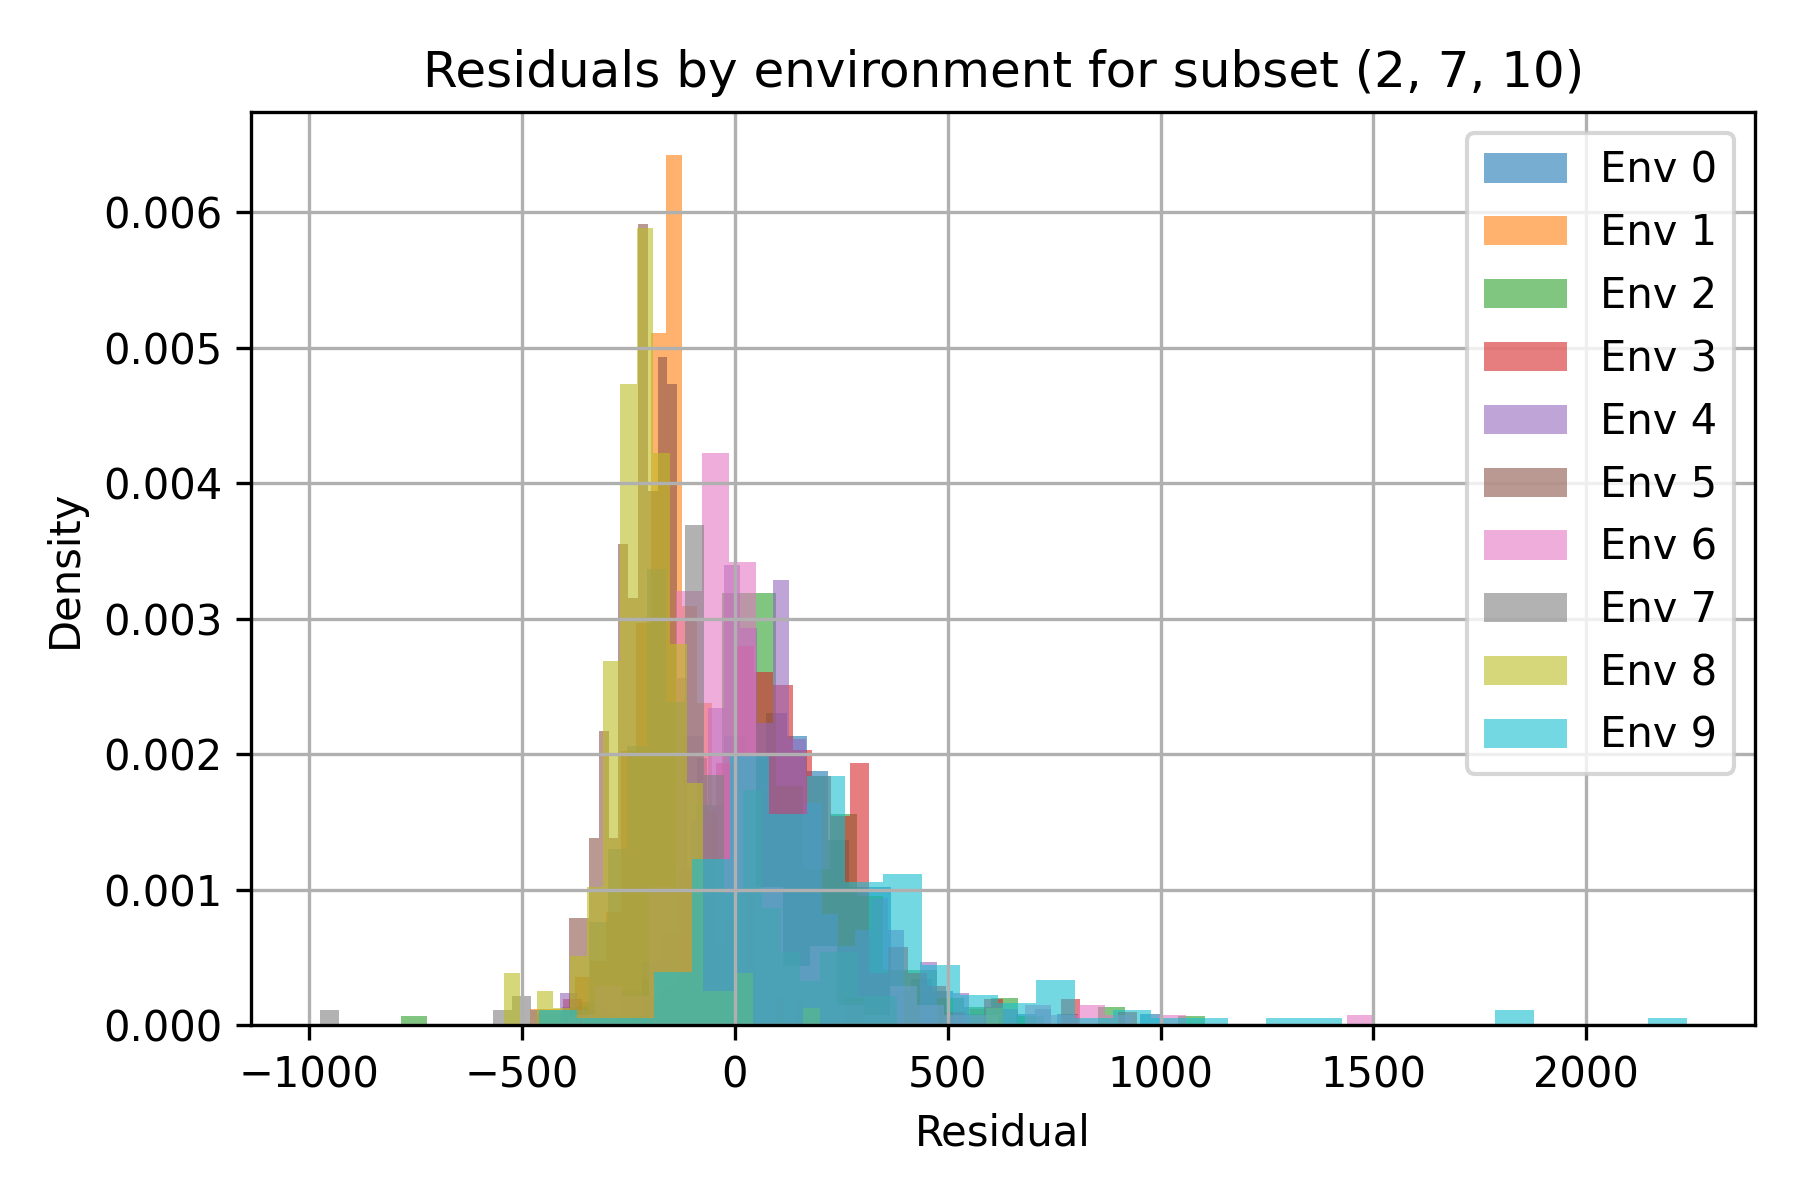 Residuals by environment for subset (2, 7, 10)
Env 0
Env 1
Env 2
Env 3
Env 4
Env 5
Env 6
Env 7
Env 8
Env 9
0.006
0.005
0.004
0.003
0.002
0.001
0.000
Density
−1000 −500 0 500 1000 1500 2000
Residual